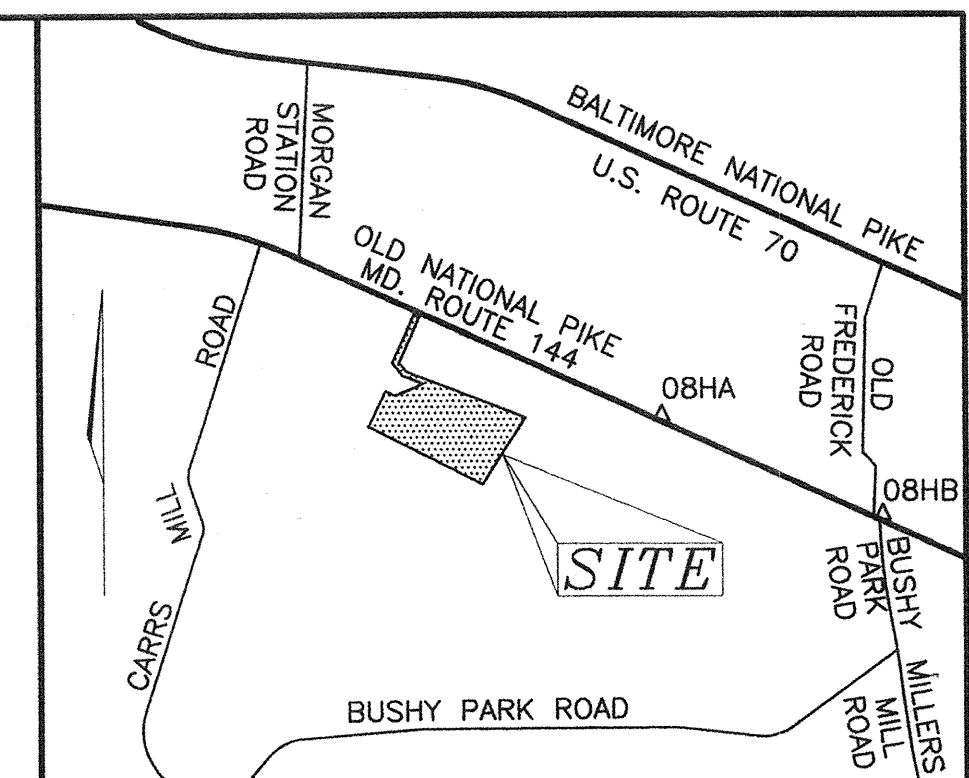 BALTIMORE NATIONAL PIKE
U.S. ROUTE 70
MORGAN
STATION
ROAD
OLD NATIONAL PIKE
MD. ROUTE 144
ROAD
MILL
CARRS
OLD
FREDERICK
ROAD
08HA
08HB
SITE
BUSHY
PARK
ROAD
BUSHY PARK ROAD
MILLERS
MILL
ROAD